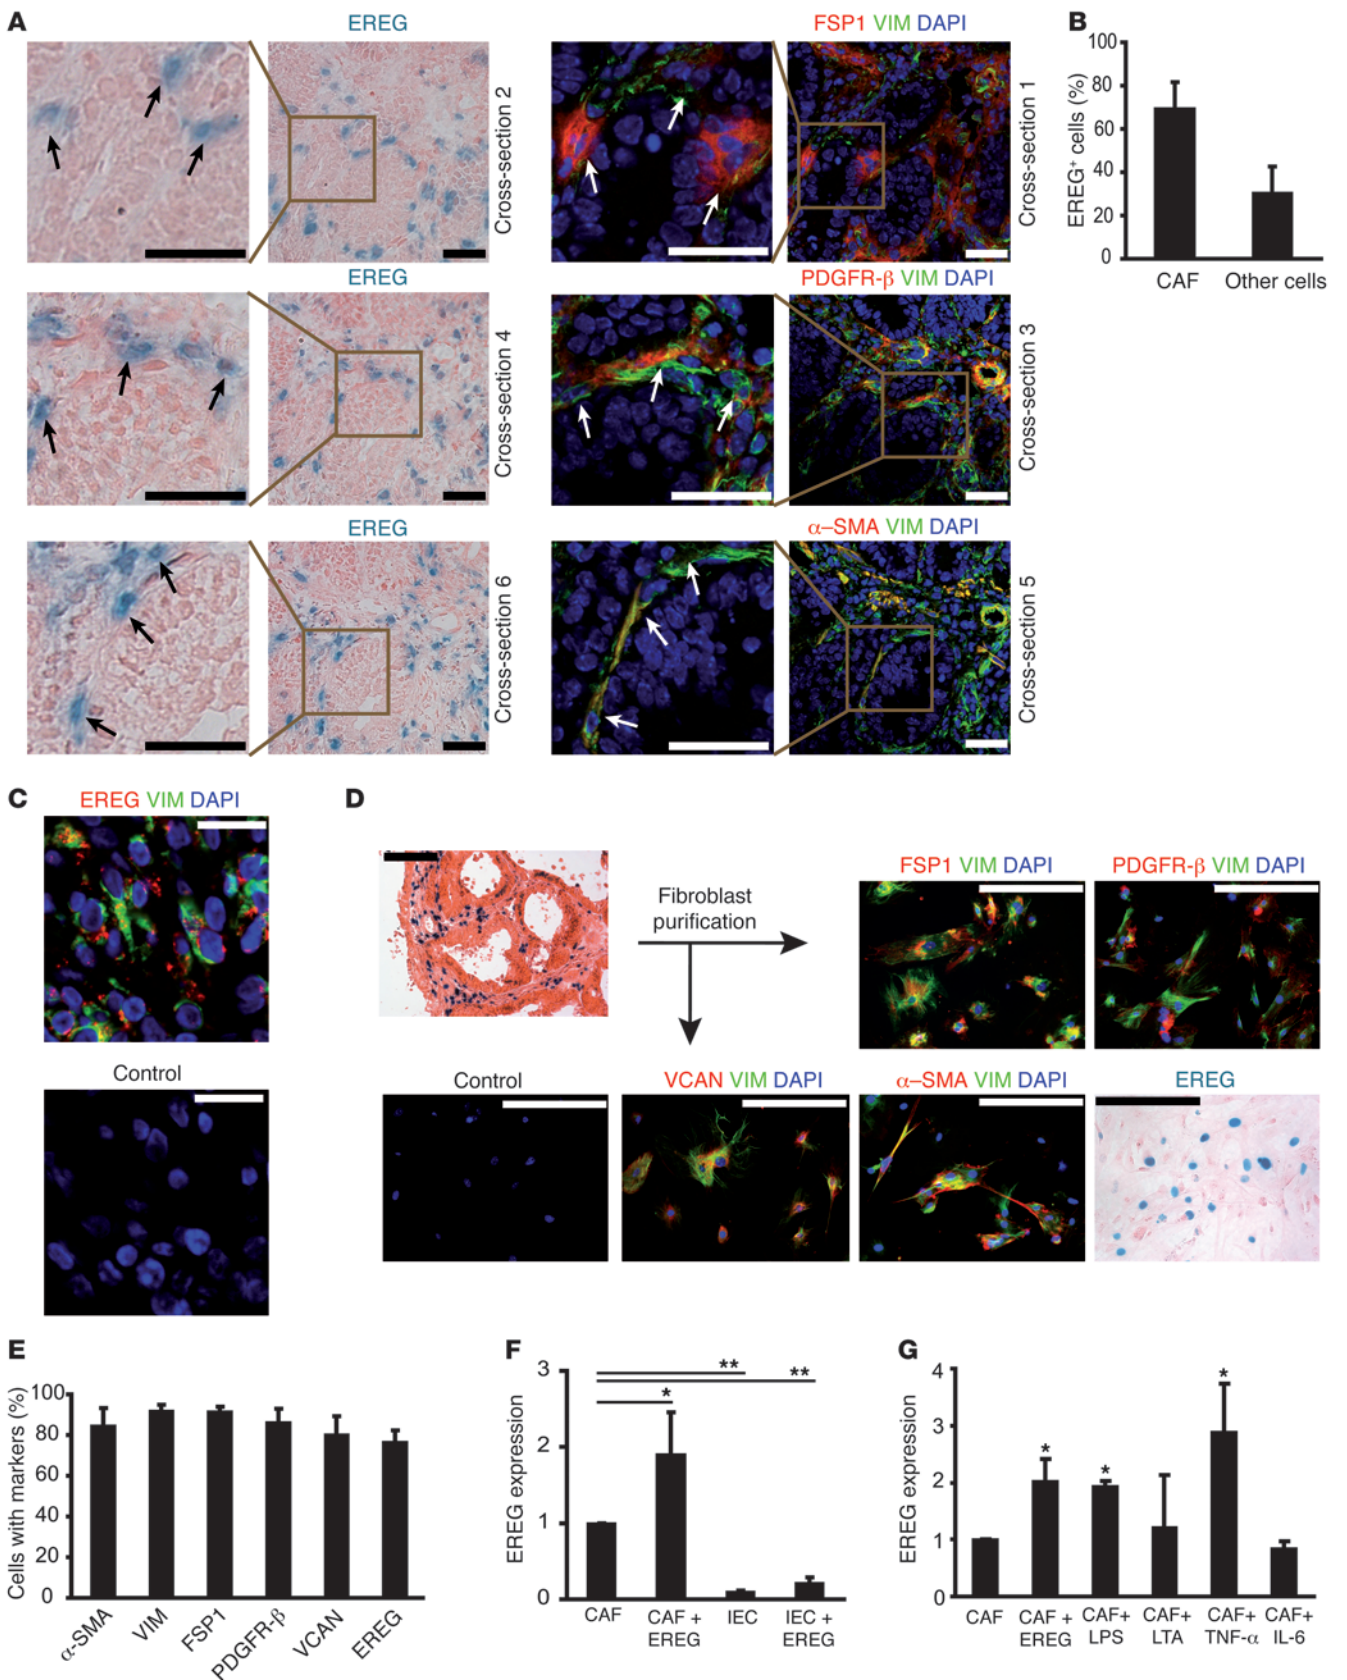 A
EREG
Cross-section 2
FSP1 VIM DAPI
Cross-section 1
EREG
Cross-section 4
PDGFR-β VIM DAPI
Cross-section 3
EREG
Cross-section 6
α–SMA VIM DAPI
Cross-section 5
B
EREG⁺ cells (%)
100
80
60
40
20
0
CAF
Other cells
C
EREG VIM DAPI
Control
D
Fibroblast
purification
FSP1 VIM DAPI
PDGFR-β VIM DAPI
Control
VCAN VIM DAPI
α–SMA VIM DAPI
EREG
E
Cells with markers (%)
100
80
60
40
20
0
α-SMA
VIM
FSP1
PDGFR-β
VCAN
EREG
F
EREG expression
3
2
1
0
**
**
*
CAF
CAF +
EREG
IEC
IEC +
EREG
G
EREG expression
4
3
2
1
0
*
*
*
CAF
CAF +
EREG
CAF+
LPS
CAF+
LTA
CAF+
TNF-α
CAF+
IL-6